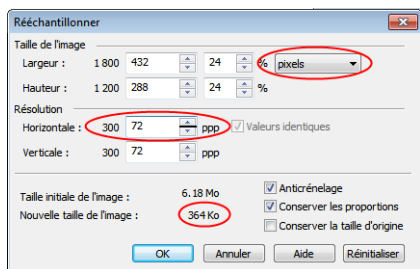 Rééchantillonner
Taille de l'image
Largeur : 1 800 432 24 % pixels
Hauteur : 1 200 288 24 %
Résolution
Horizontale : 300 72 ppp Valeurs identiques
Verticale : 300 72 ppp
Taille initiale de l'image : 6.18 Mo Anticrénelage
Nouvelle taille de l'image : 364 Ko Conserver les proportions
Conserver la taille d'origine
OK Annuler Aide Réinitialiser